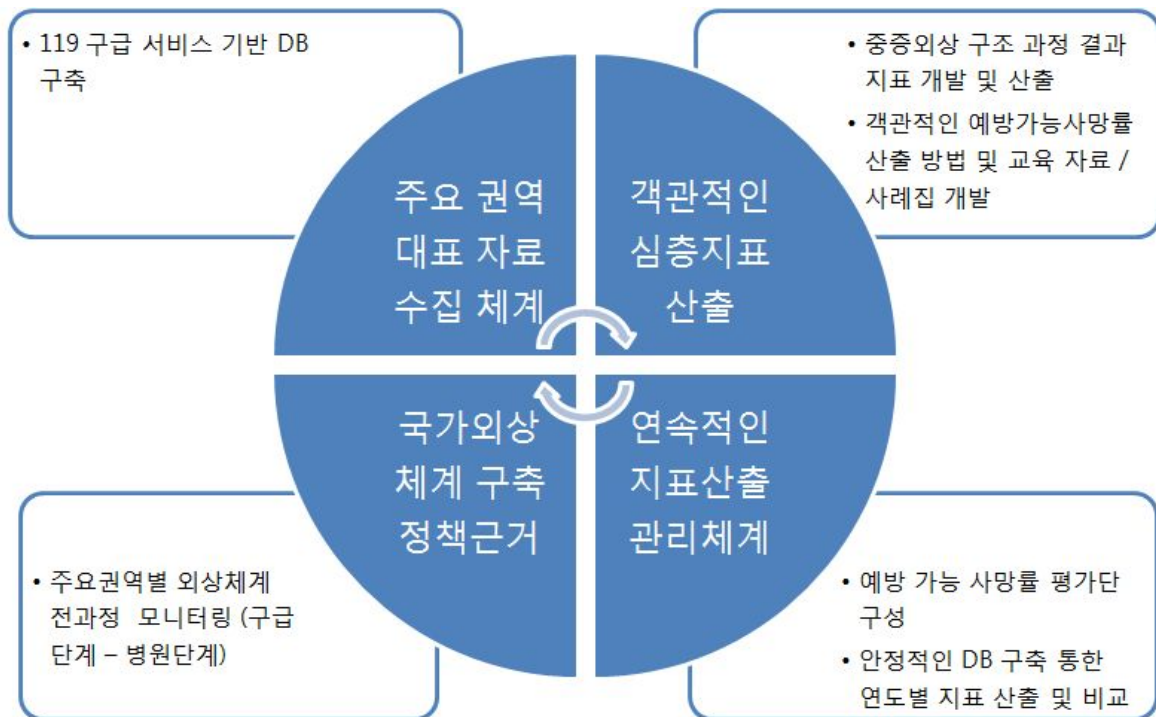 • 119 구급 서비스 기반 DB
구축
• 중증외상 구조 과정 결과
지표 개발 및 산출
• 객관적인 예방가능사망률
산출 방법 및 교육 자료 /
사례집 개발
주요 권역
대표 자료
수집 체계
객관적인
심층지표
산출
국가외상
체계 구축
정책근거
연속적인
지표산출
관리체계
• 주요권역별 외상체계
전과정 모니터링 (구급
단계 – 병원단계)
• 예방 가능 사망률 평가단
구성
• 안정적인 DB 구축 통한
연도별 지표 산출 및 비교